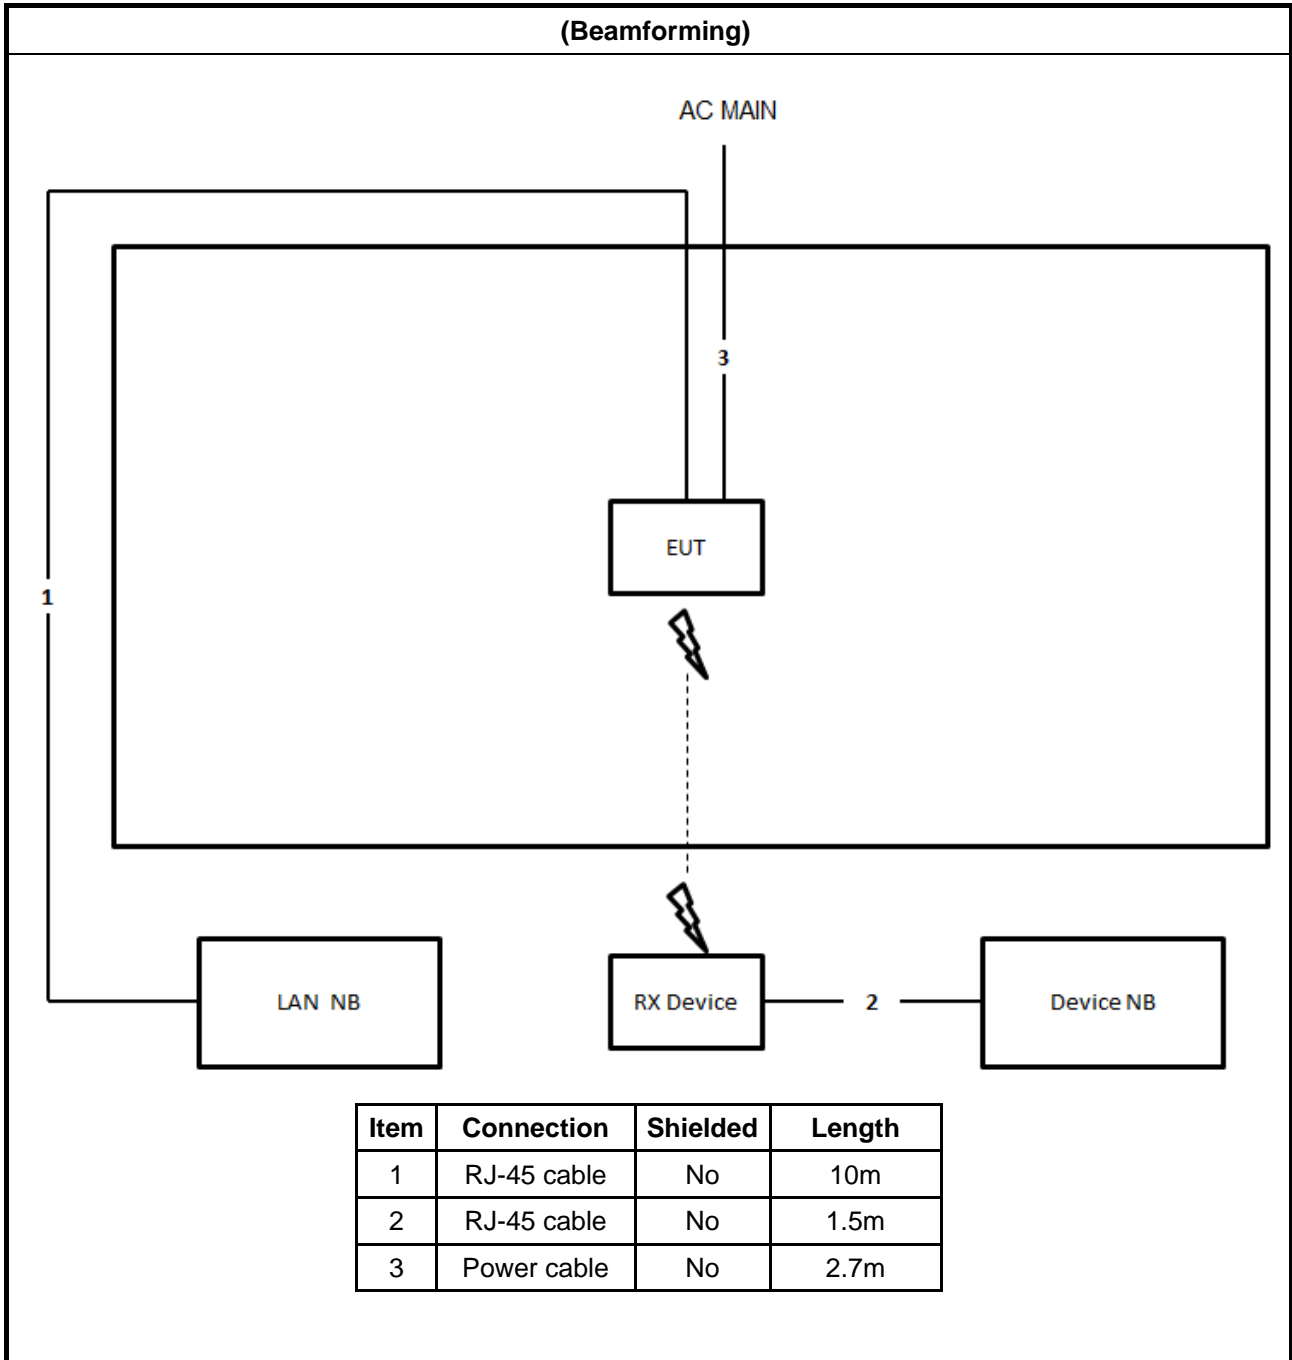 (Beamforming)
AC MAIN
3
EUT
1
LAN NB
RX Device
2
Device NB
Item Connection Shielded Length
1 RJ-45 cable No 10m
2 RJ-45 cable No 1.5m
3 Power cable No 2.7m